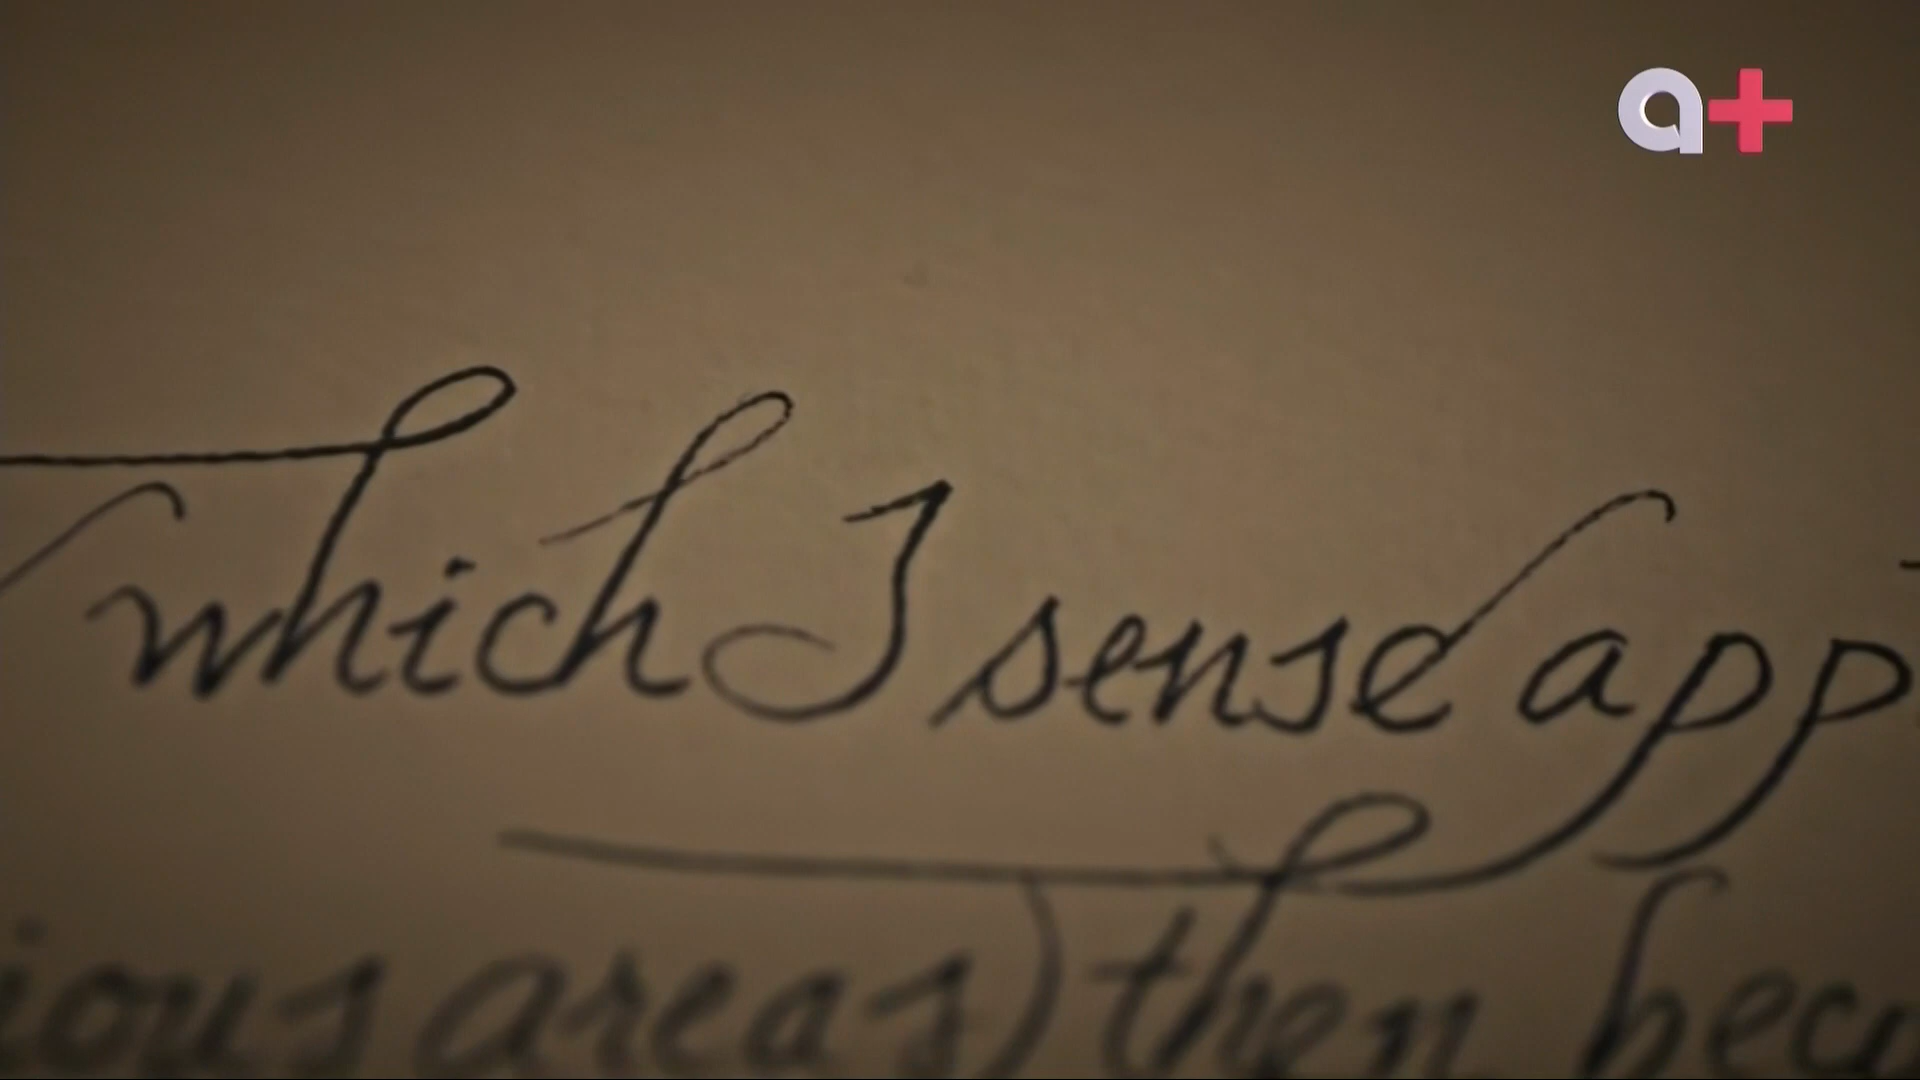 a+
which I sense app
ious areas) then becu